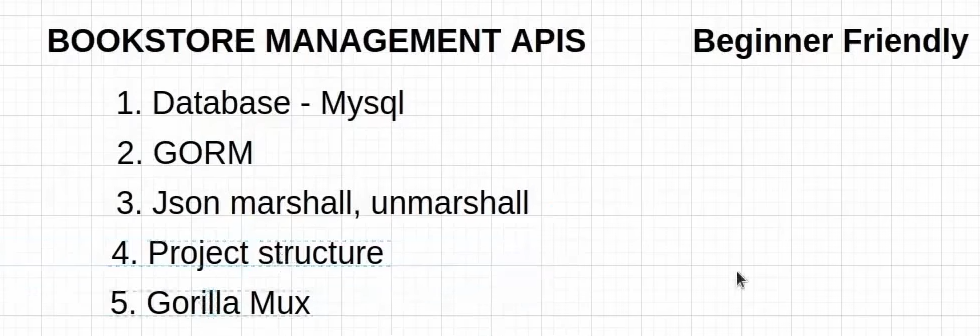 BOOKSTORE MANAGEMENT APIS Beginner Friendly
1. Database - Mysql
2. GORM
3. Json marshall, unmarshall
4. Project structure
5. Gorilla Mux